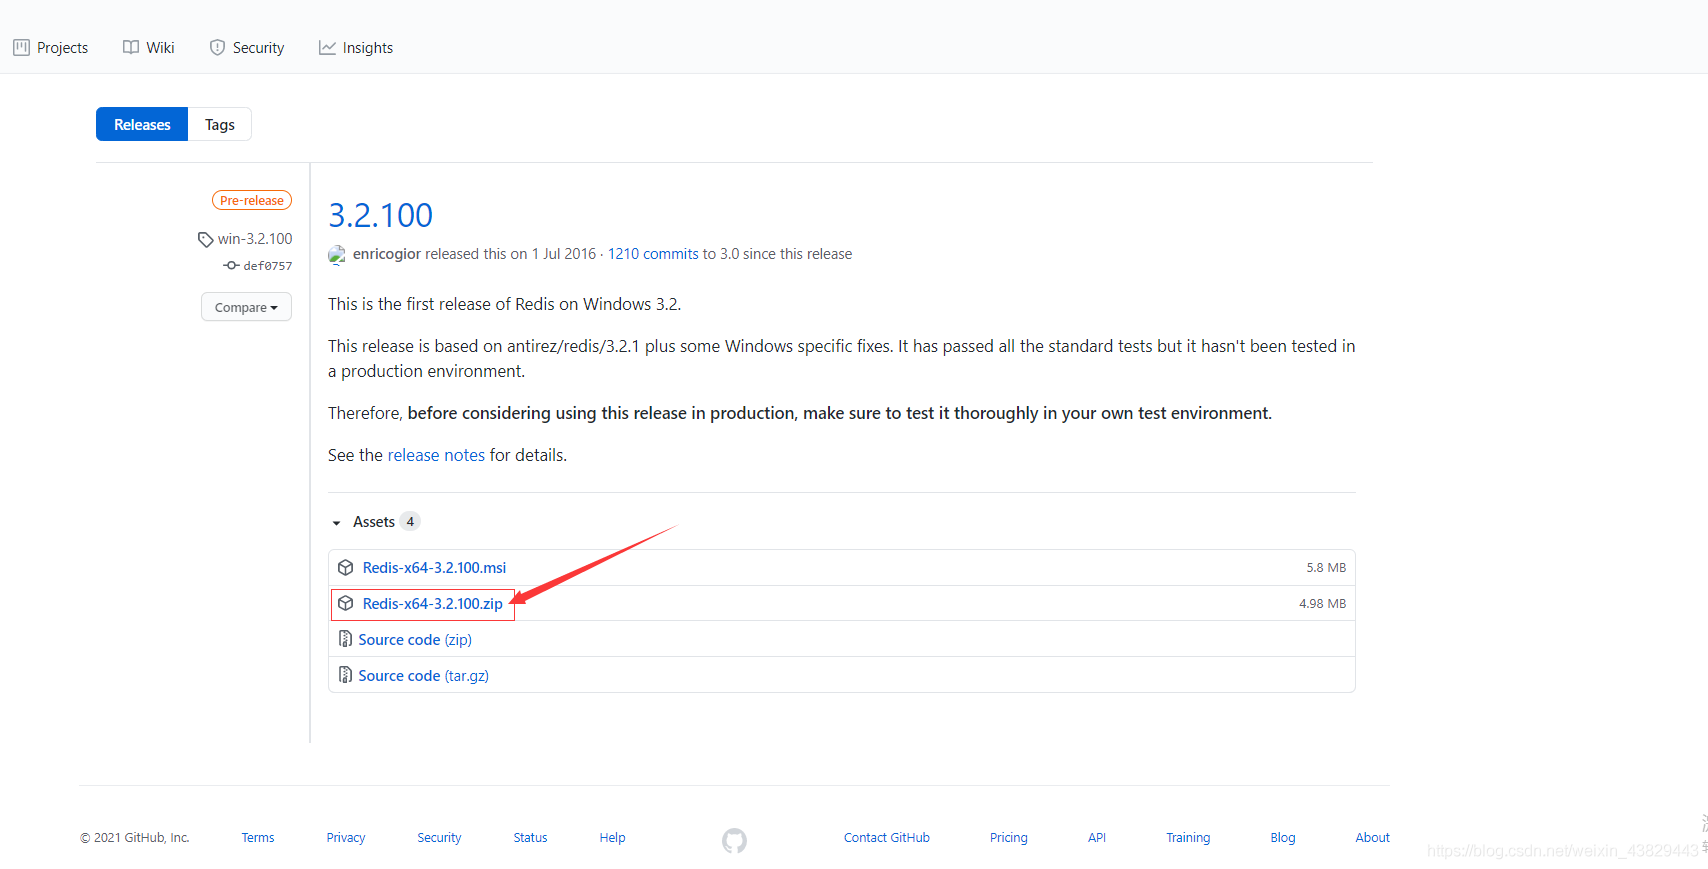 Projects Wiki Security Insights
Releases Tags
Pre-release
win-3.2.100
def0757
Compare
3.2.100
enricogior released this on 1 Jul 2016 · 1210 commits to 3.0 since this release
This is the first release of Redis on Windows 3.2.
This release is based on antirez/redis/3.2.1 plus some Windows specific fixes. It has passed all the standard tests but it hasn't been tested in
a production environment.
Therefore, before considering using this release in production, make sure to test it thoroughly in your own test environment.
See the release notes for details.
Assets 4
Redis-x64-3.2.100.msi 5.8 MB
Redis-x64-3.2.100.zip 4.98 MB
Source code (zip)
Source code (tar.gz)
© 2021 GitHub, Inc. Terms Privacy Security Status Help Contact GitHub Pricing API Training Blog About
https://blog.csdn.net/weixin_43829443